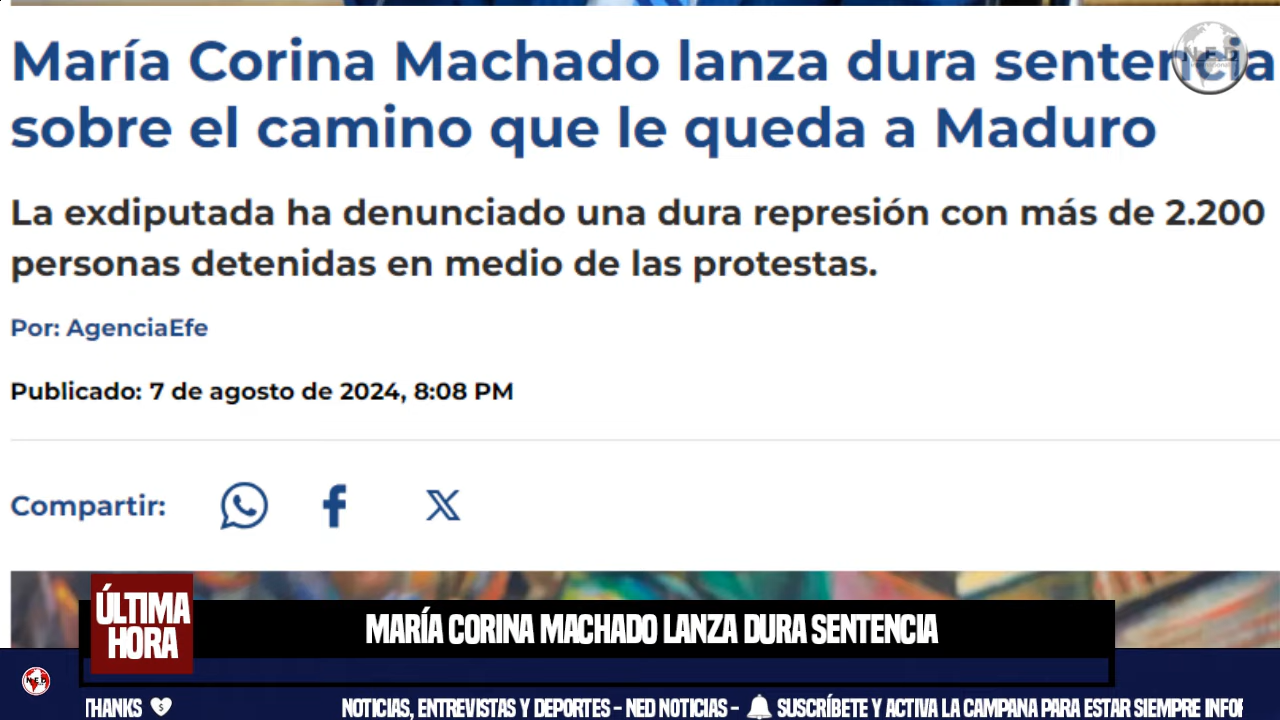 María Corina Machado lanza dura sentencia
sobre el camino que le queda a Maduro
N.E.D
International
La exdiputada ha denunciado una dura represión con más de 2.200
personas detenidas en medio de las protestas.
Por: AgenciaEfe
Publicado: 7 de agosto de 2024, 8:08 PM
Compartir:
ÚLTIMA
HORA
MARÍA CORINA MACHADO LANZA DURA SENTENCIA
N.E.D
THANKS
NOTICIAS, ENTREVISTAS Y DEPORTES - NED NOTICIAS - 🔔 SUSCRÍBETE Y ACTIVA LA CAMPANA PARA ESTAR SIEMPRE INFOR